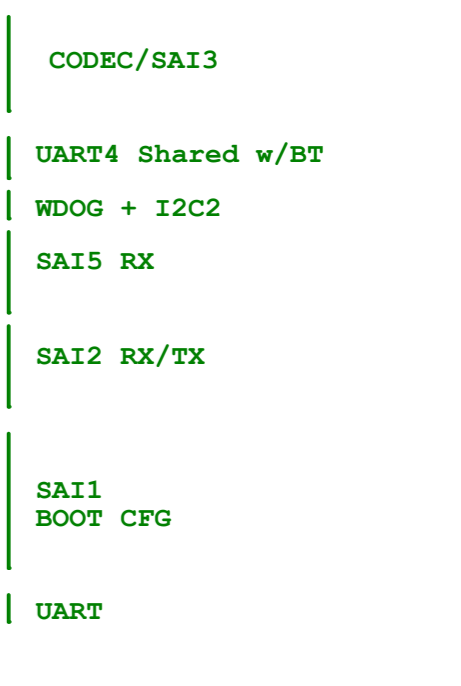 CODEC/SAI3
UART4 Shared w/BT
WDOG + I2C2
SAI5 RX
SAI2 RX/TX
SAI1
BOOT CFG
UART